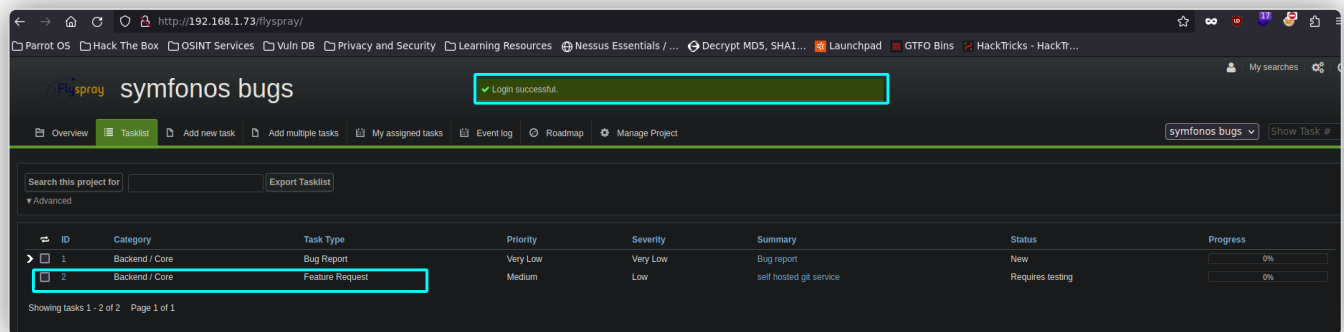 http://192.168.1.73/flyspray/
17
Parrot OS Hack The Box OSINT Services Vuln DB Privacy and Security Learning Resources Nessus Essentials / ... Decrypt MD5, SHA1... Launchpad GTFO Bins HackTricks - HackTr...
My searches
Flyspray symfonos bugs
Login successful.
Overview Tasklist Add new task Add multiple tasks My assigned tasks Event log Roadmap Manage Project symfonos bugs Show Task #
Search this project for Export Tasklist
Advanced
ID Category Task Type Priority Severity Summary Status Progress
1 Backend / Core Bug Report Very Low Very Low Bug report New 0%
2 Backend / Core Feature Request Medium Low self hosted git service Requires testing 0%
Showing tasks 1 - 2 of 2 Page 1 of 1